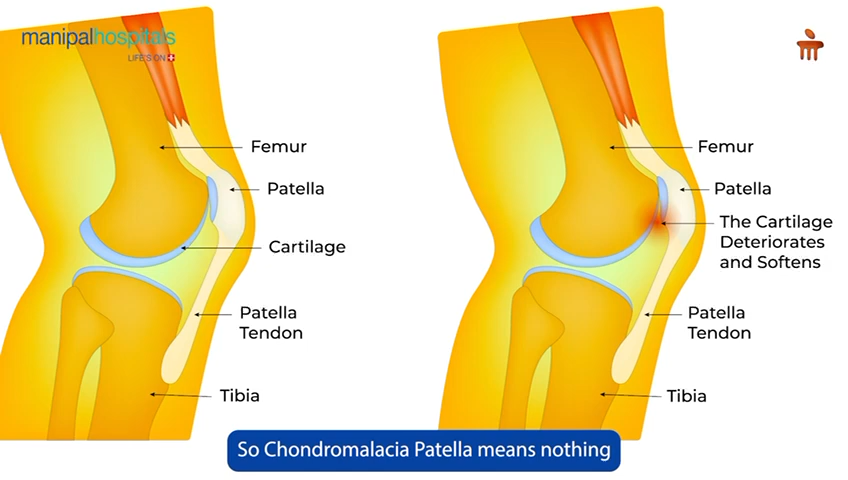 manipalhospitals
LIFE'S ON
Femur
Patella
Cartilage
Patella
Tendon
Tibia
Femur
Patella
The Cartilage
Deteriorates
and Softens
Patella
Tendon
Tibia
So Chondromalacia Patella means nothing